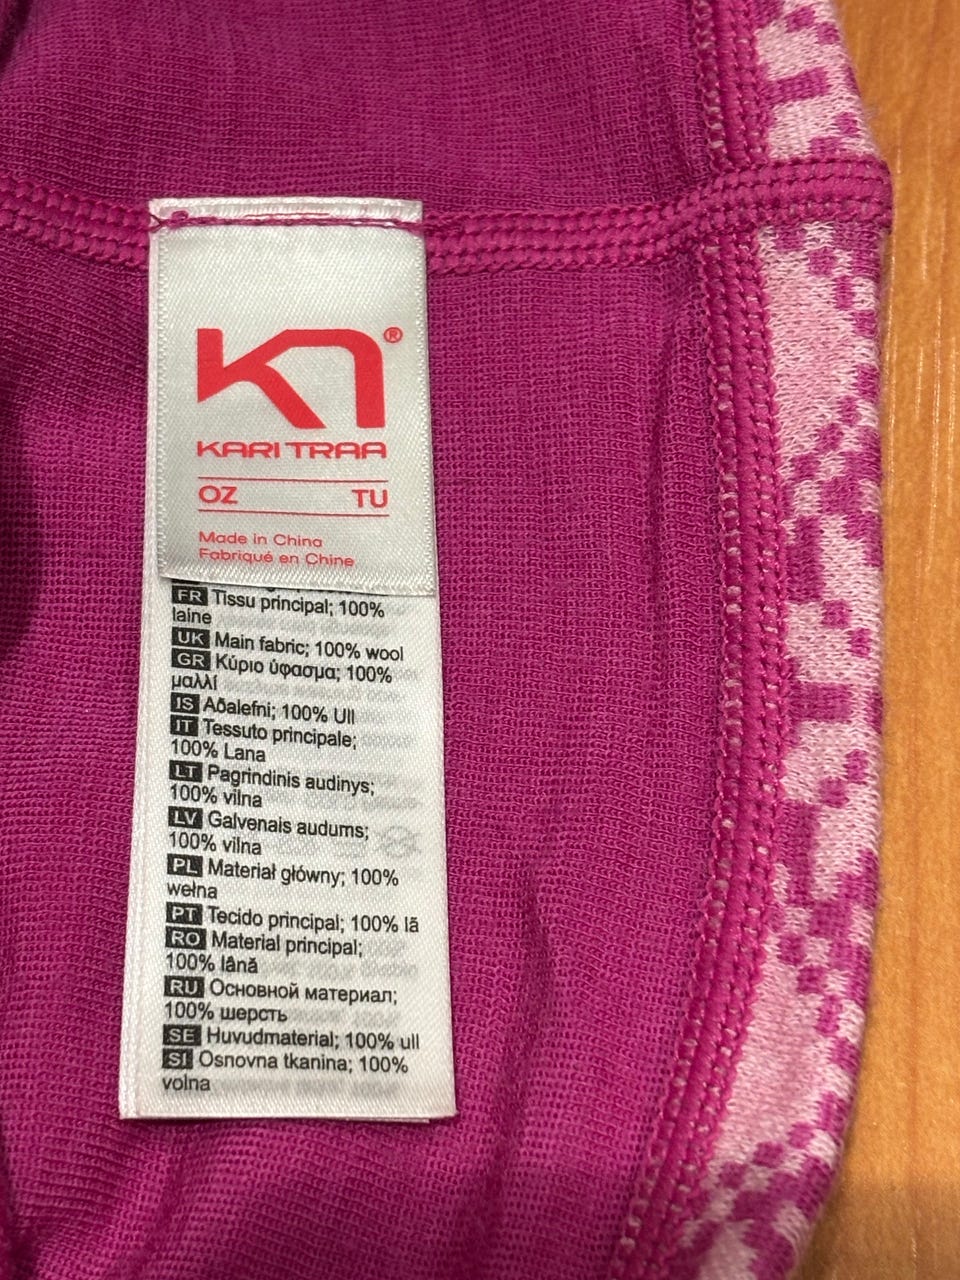 K1®
KARI TRAA
OZ TU
Made in China
Fabriqué en Chine
FR Tissu principal; 100%
laine
UK Main fabric; 100% wool
GR Κύριο ύφασμα; 100%
μαλλί
IS Aðalefni; 100% Ull
IT Tessuto principale;
100% Lana
LT Pagrindinis audinys;
100% vilna
LV Galvenais audums;
100% vilna
PL Materiał główny; 100%
wełna
PT Tecido principal; 100% lã
RO Material principal;
100% lână
RU Основной материал;
100% шерсть
SE Huvudmaterial; 100% ull
SI Osnovna tkanina; 100%
volna